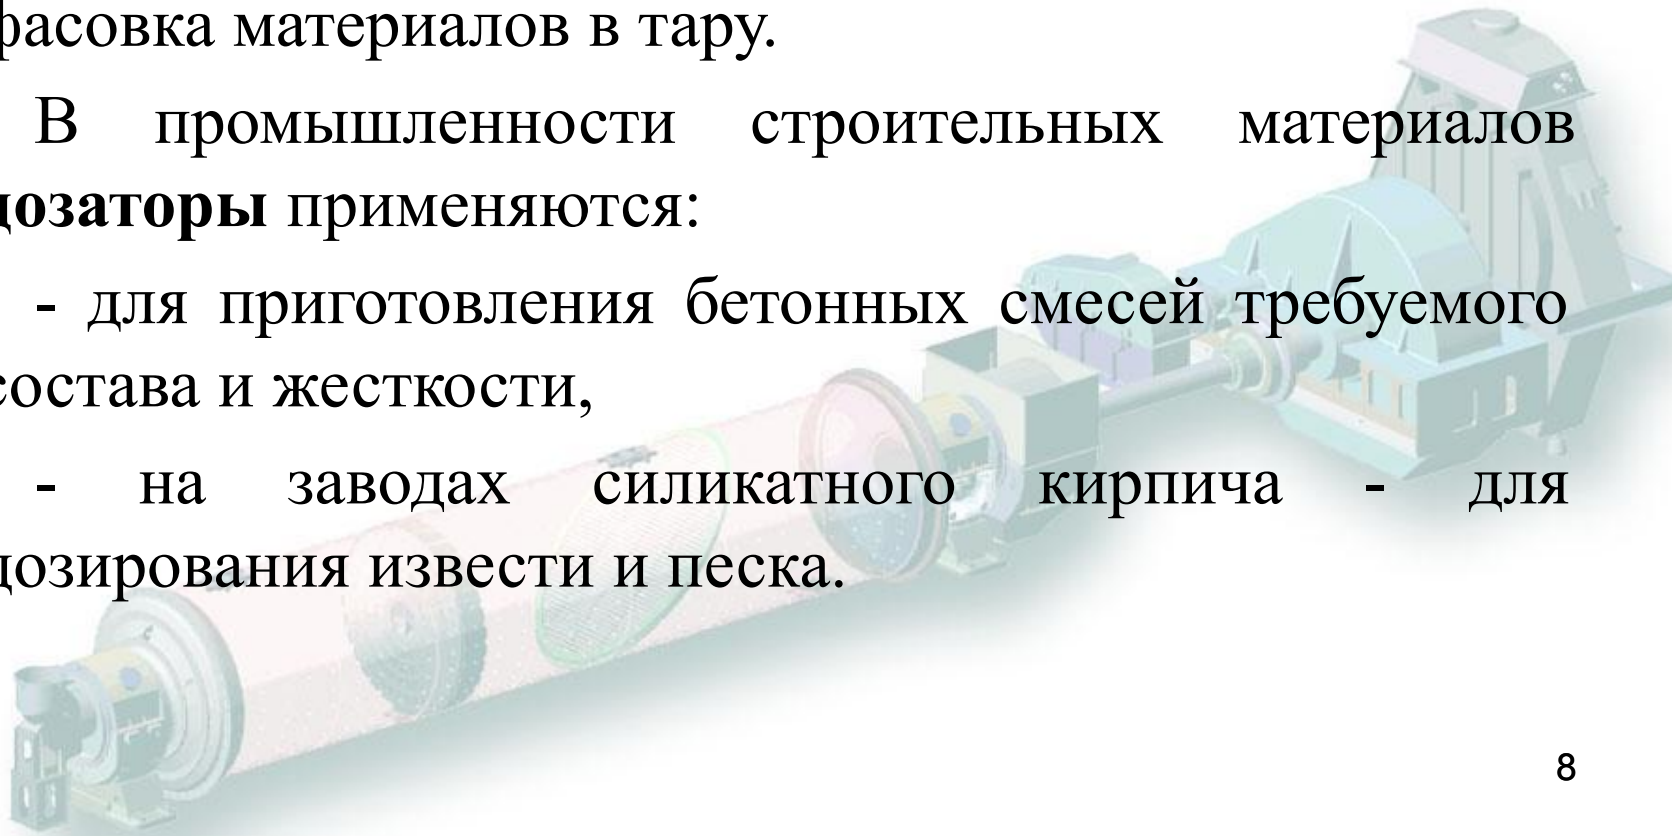 фасовка материалов в тару.
В промышленности строительных материалов
дозаторы применяются:
- для приготовления бетонных смесей требуемого
состава и жесткости,
- на заводах силикатного кирпича - для
дозирования извести и песка.
8